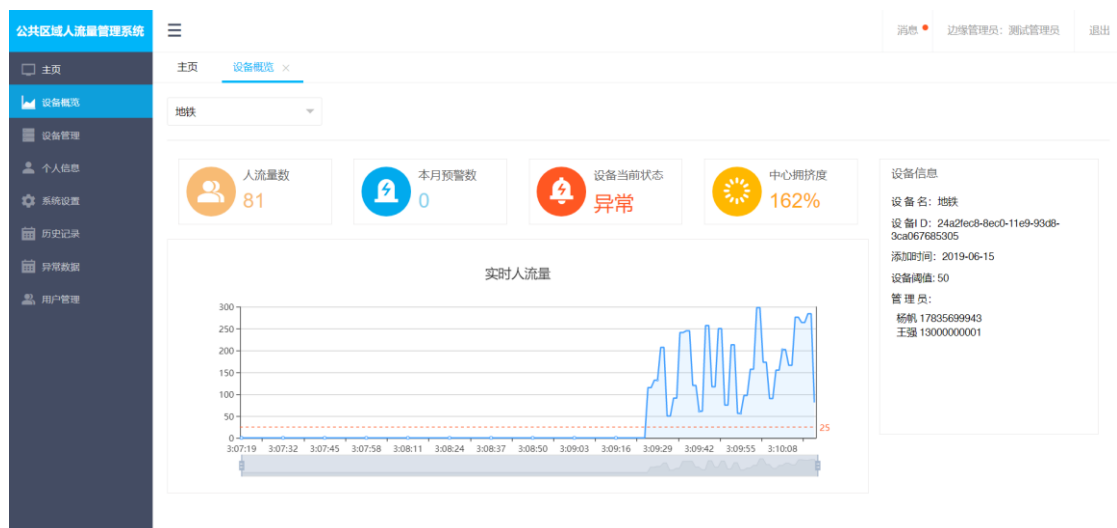 公共区域人流量管理系统
消息
边缘管理员：测试管理员
退出
主页
设备概览
设备管理
个人信息
系统设置
历史记录
异常数据
用户管理
主页
设备概览 ×
地铁
人流量数
81
本月预警数
0
设备当前状态
异常
中心拥挤度
162%
实时人流量
300
250
200
150
100
50
0
25
3:07:19 3:07:32 3:07:45 3:07:58 3:08:11 3:08:24 3:08:37 3:08:50 3:09:03 3:09:16 3:09:29 3:09:42 3:09:55 3:10:08
设备信息
设 备 名：地铁
设 备I D：24a2fec8-8ec0-11e9-93d8-
3ca067685305
添加时间：2019-06-15
设备阈值: 50
管 理 员：
杨帆 17835699943
王强 13000000001